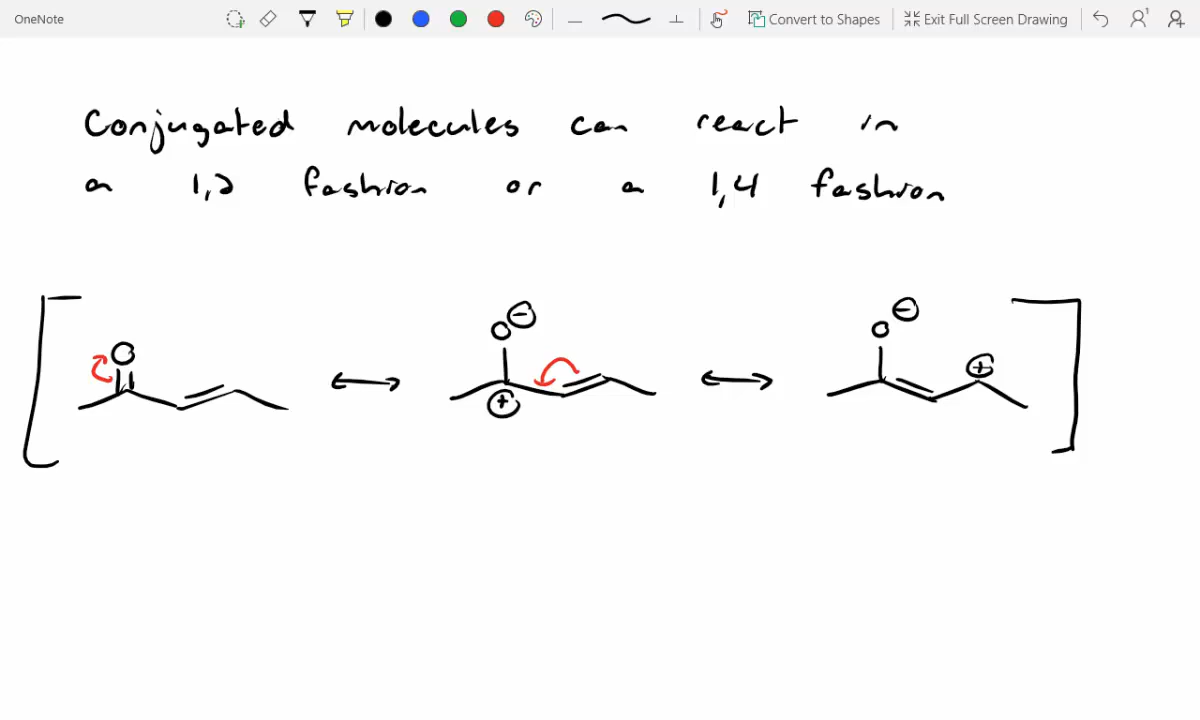 OneNote
Convert to Shapes
Exit Full Screen Drawing
1
Conjugated molecules can react in
a 1,2 fashion or a 1,4 fashion
O
O ⊖
⊕
O ⊖
⊕